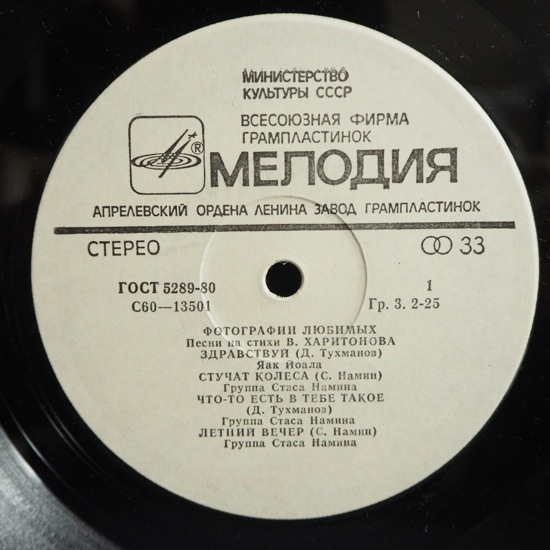 МИНИСТЕРСТВО
КУЛЬТУРЫ СССР
ВСЕСОЮЗНАЯ ФИРМА
ГРАМПЛАСТИНОК
®
МЕЛОДИЯ
АПРЕЛЕВСКИЙ ОРДЕНА ЛЕНИНА ЗАВОД ГРАМПЛАСТИНОК
СТЕРЕО 33
ГОСТ 5289-80 1
С60—13501 Гр. 3. 2-25
ФОТОГРАФИИ ЛЮБИМЫХ
Песни на стихи В. ХАРИТОНОВА
ЗДРАВСТВУЙ (Д. Тухманов)
Яак Йоала
СТУЧАТ КОЛЕСА (С. Намин)
Группа Стаса Намина
ЧТО-ТО ЕСТЬ В ТЕБЕ ТАКОЕ
(Д. Тухманов)
Группа Стаса Намина
ЛЕТНИЙ ВЕЧЕР (С. Намин)
Группа Стаса Намина